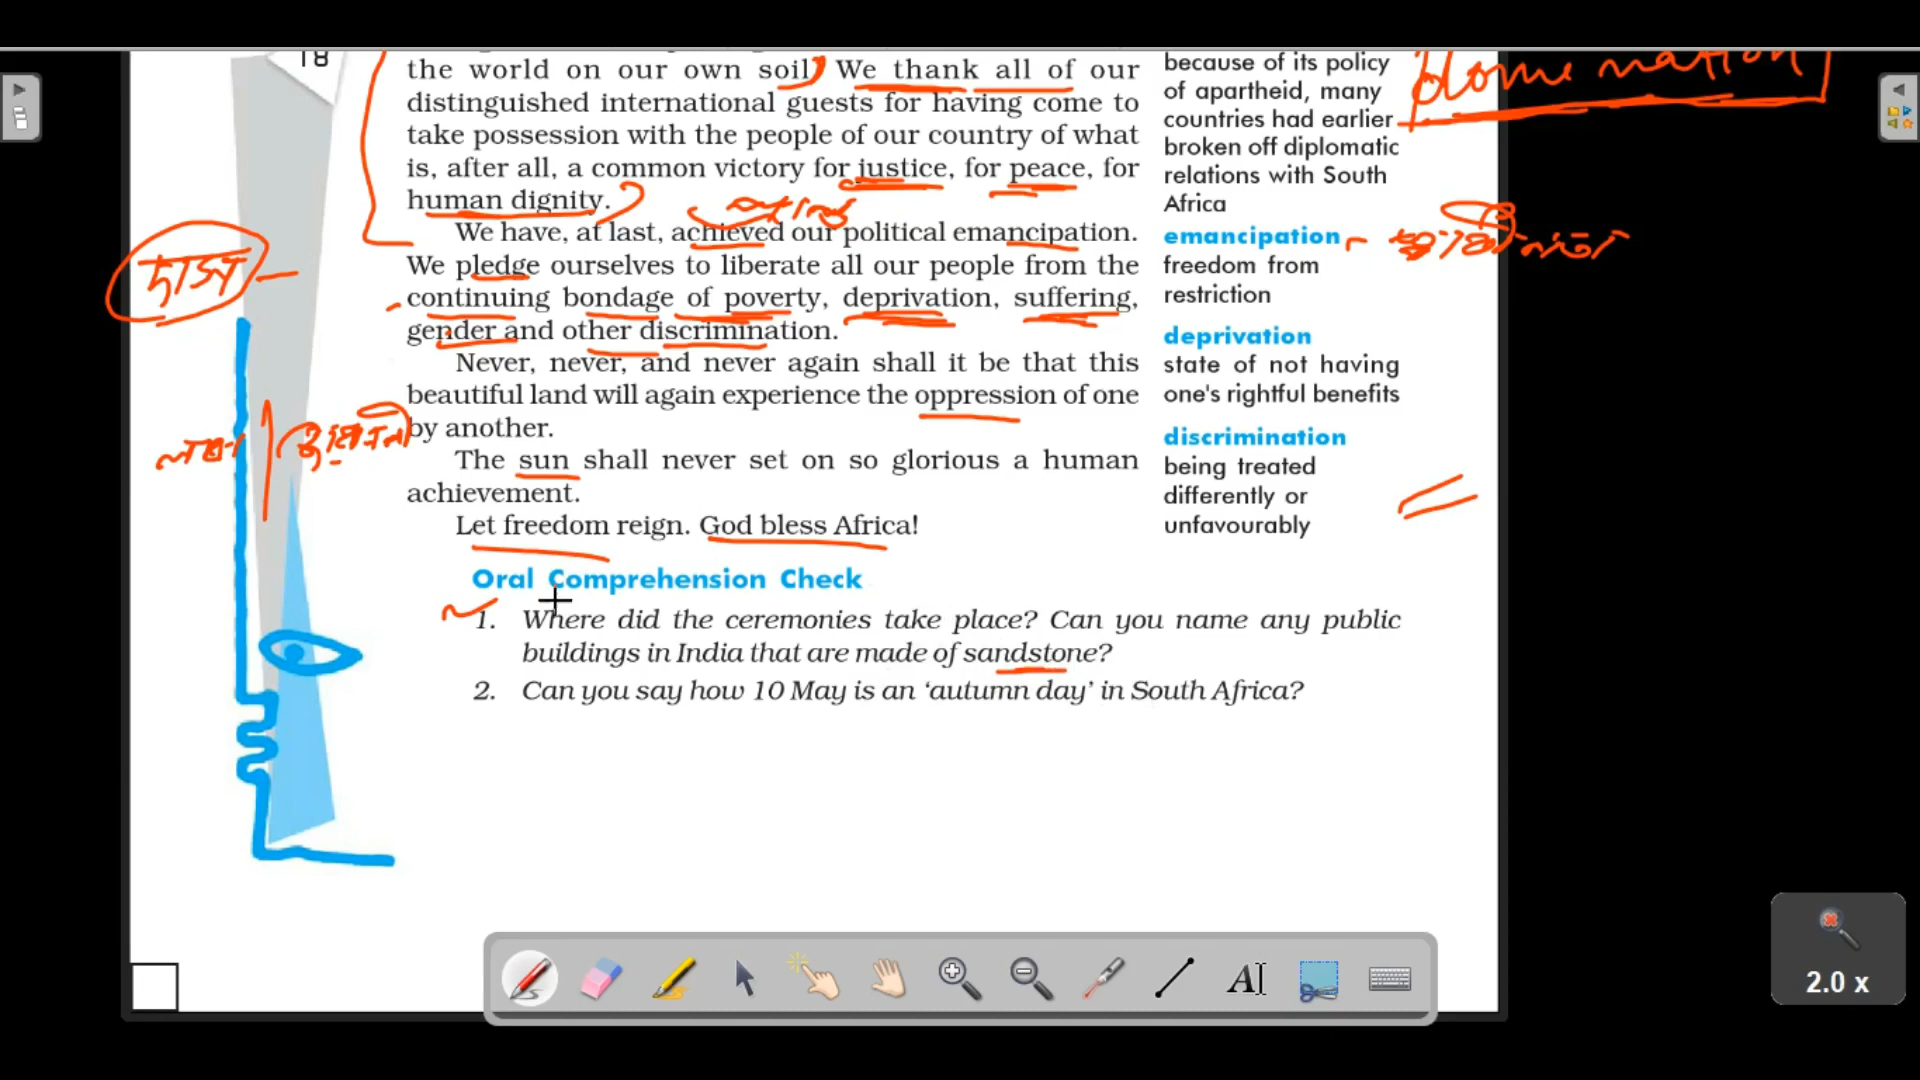 18
the world on our own soil. We thank all of our
distinguished international guests for having come to
take possession with the people of our country of what
is, after all, a common victory for justice, for peace, for
human dignity.
We have, at last, achieved our political emancipation.
We pledge ourselves to liberate all our people from the
continuing bondage of poverty, deprivation, suffering,
gender and other discrimination.
Never, never, and never again shall it be that this
beautiful land will again experience the oppression of one
by another.
The sun shall never set on so glorious a human
achievement.
Let freedom reign. God bless Africa!
because of its policy
of apartheid, many
countries had earlier
broken off diplomatic
relations with South
Africa
emancipation
freedom from
restriction
deprivation
state of not having
one's rightful benefits
discrimination
being treated
differently or
unfavourably
Oral Comprehension Check
1. Where did the ceremonies take place? Can you name any public
buildings in India that are made of sandstone?
2. Can you say how 10 May is an ‘autumn day’ in South Africa?
2.0 x